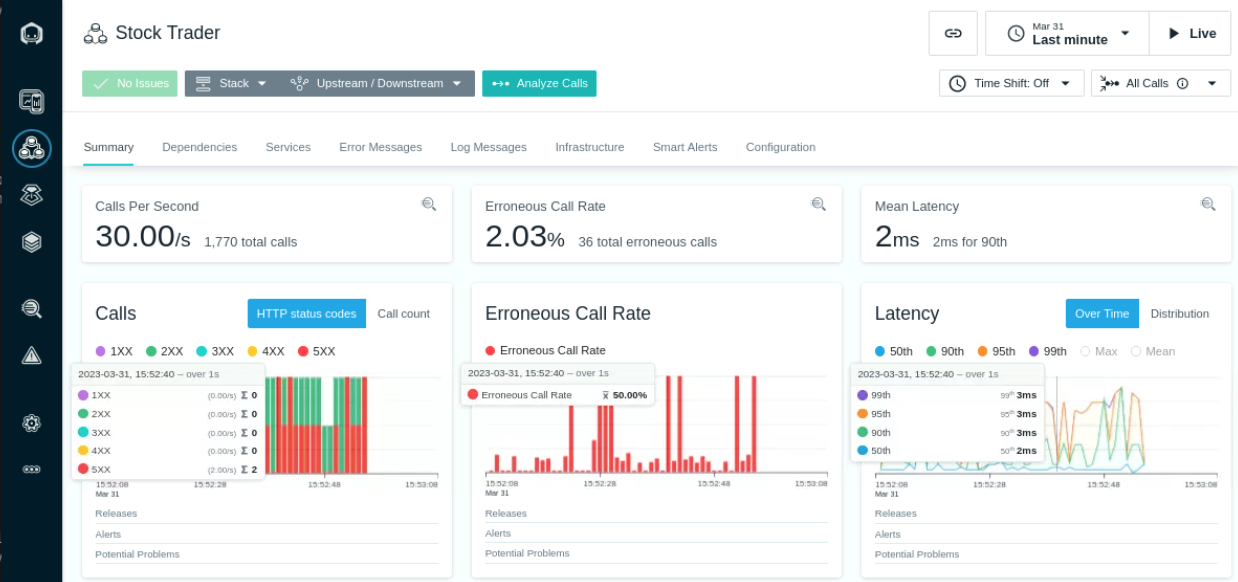 Stock Trader
Mar 31
Last minute
Live
No Issues
Stack
Upstream / Downstream
Analyze Calls
Time Shift: Off
All Calls
Summary
Dependencies
Services
Error Messages
Log Messages
Infrastructure
Smart Alerts
Configuration
Calls Per Second
30.00/s 1,770 total calls
Erroneous Call Rate
2.03% 36 total erroneous calls
Mean Latency
2ms 2ms for 90th
Calls
HTTP status codes
Call count
1XX 2XX 3XX 4XX 5XX
2023-03-31, 15:52:40 – over 1s
1XX (0.00/s) Σ 0
2XX (0.00/s) Σ 0
3XX (0.00/s) Σ 0
4XX (0.00/s) Σ 0
5XX (2.00/s) Σ 2
15:52:08 15:52:28 15:52:48 15:53:08
Mar 31
Releases
Alerts
Potential Problems
Erroneous Call Rate
Erroneous Call Rate
2023-03-31, 15:52:40 – over 1s
Erroneous Call Rate x̅ 50.00%
15:52:08 15:52:28 15:52:48 15:53:08
Mar 31
Releases
Alerts
Potential Problems
Latency
Over Time
Distribution
50th 90th 95th 99th Max Mean
2023-03-31, 15:52:40 – over 1s
99th 99th 3ms
95th 95th 3ms
90th 90th 3ms
50th 50th 2ms
15:52:08 15:52:28 15:52:48 15:53:08
Mar 31
Releases
Alerts
Potential Problems